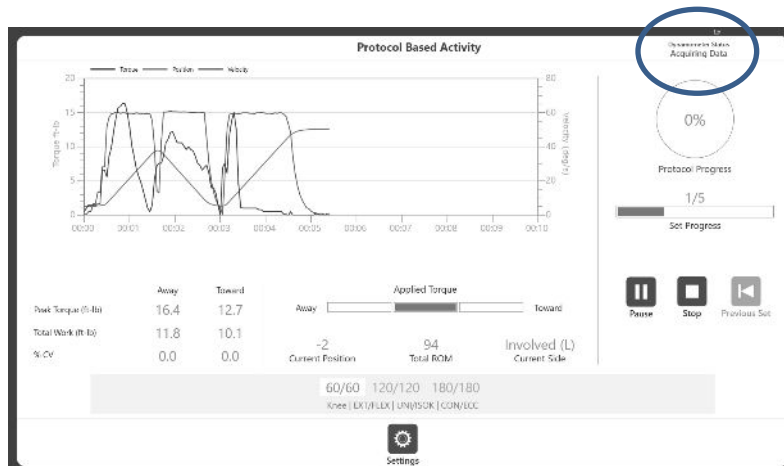 Protocol Based Activity
Dynamometer Status
Acquiring Data
Torque Position Velocity
20
15
10
5
0
Torque ft-lb
80
60
40
20
0
Velocity (deg/s)
00:00 00:01 00:02 00:03 00:04 00:05 00:06 00:07 00:08 00:09 00:10
0%
Protocol Progress
1/5
Set Progress
Pause Stop Previous Set
Away Toward
Peak Torque (ft-lb) 16.4 12.7
Total Work (ft-lb) 11.8 10.1
% CV 0.0 0.0
Applied Torque
Away Toward
-2 94 Involved (L)
Current Position Total ROM Current Side
60/60 120/120 180/180
Knee | EXT/FLEX | UNI/ISOK | CON/ECC
Settings